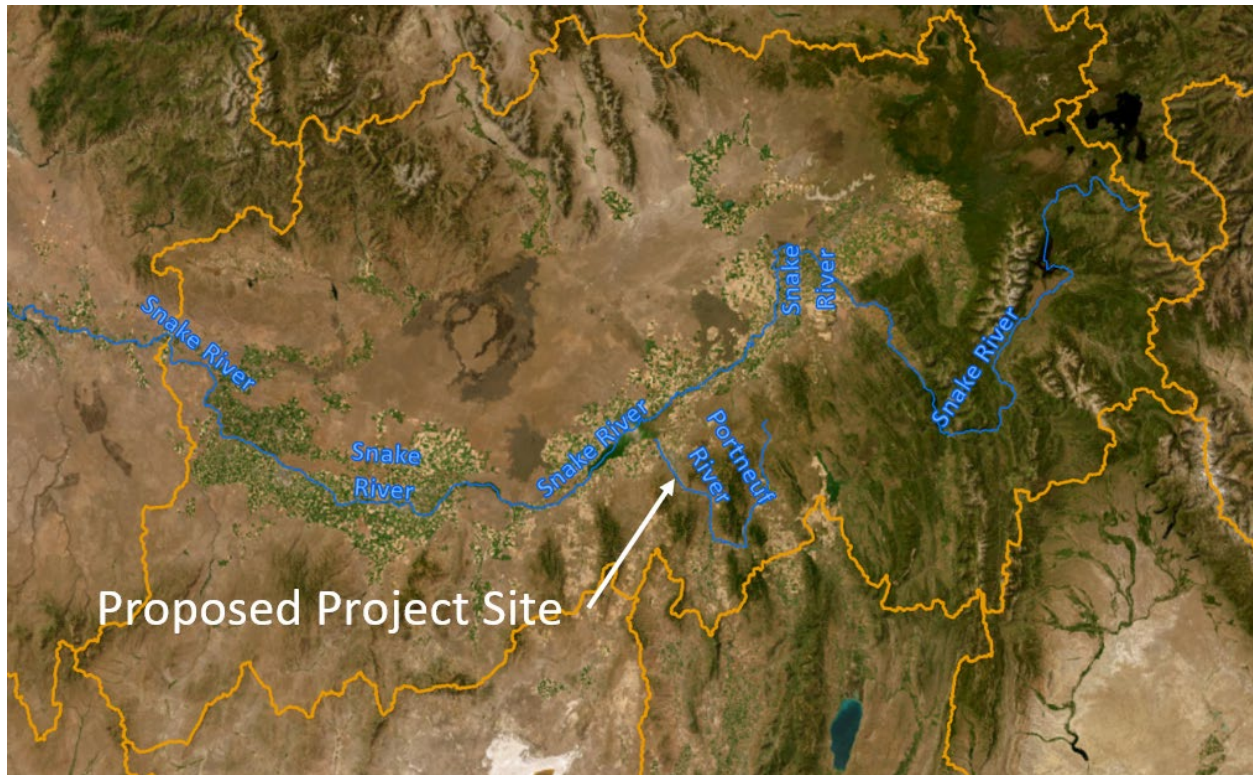 Snake River
Snake
River
Snake River
Snake
River
Portneuf
River
Snake River
Proposed Project Site